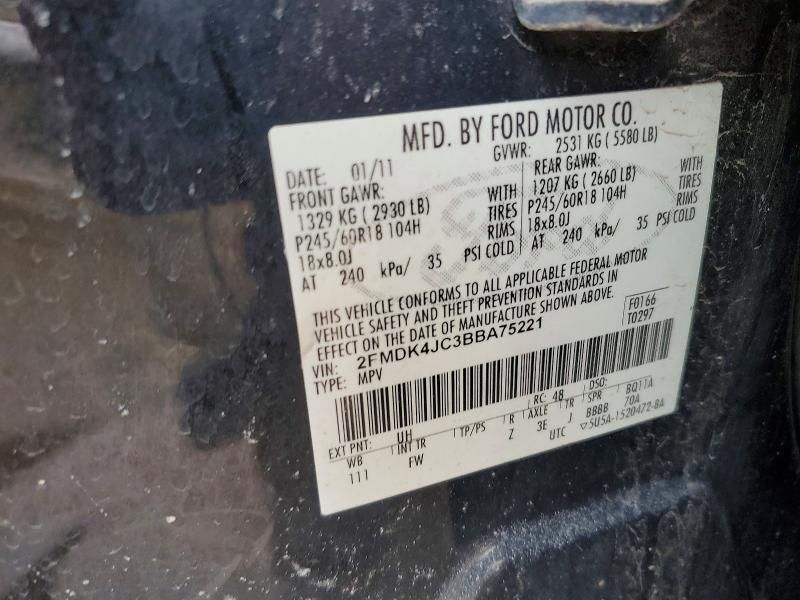 MFD. BY FORD MOTOR CO.
DATE: 01/11 GVWR: 2531 KG ( 5580 LB)
FRONT GAWR: REAR GAWR:
1329 KG ( 2930 LB) WITH 1207 KG ( 2660 LB) WITH
P245/60R18 104H TIRES P245/60R18 104H TIRES
18x8.0J RIMS 18x8.0J RIMS
AT 240 kPa/ 35 PSI COLD AT 240 kPa/ 35 PSI COLD
THIS VEHICLE CONFORMS TO ALL APPLICABLE FEDERAL MOTOR
VEHICLE SAFETY AND THEFT PREVENTION STANDARDS IN
EFFECT ON THE DATE OF MANUFACTURE SHOWN ABOVE.
F0166
VIN: 2FMDK4JC3BBA75221 T0297
TYPE: MPV
EXT PNT: UH RC: 48 DSO:
WB INT TR TP/PS R AXLE TR SPR BQ11A
111 FW Z 3E J BBBB 70A
UTC ▽5U5A-1520472-BA